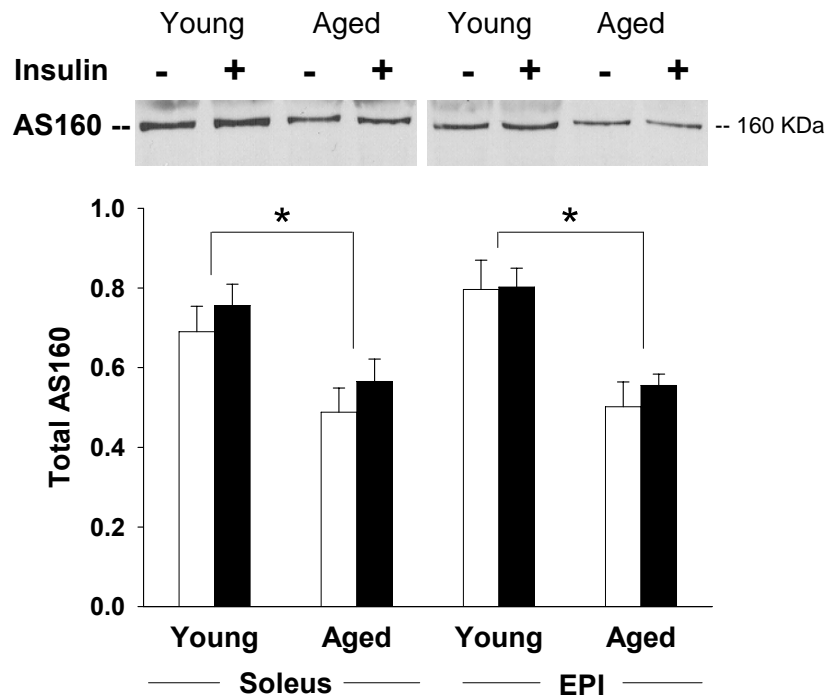 Young Aged Young Aged
Insulin - + - + - + - +
AS160 -- -- 160 KDa
1.0
* *
0.8
0.6
0.4
0.2
0.0
Total AS160
Young Aged Young Aged
Soleus EPI